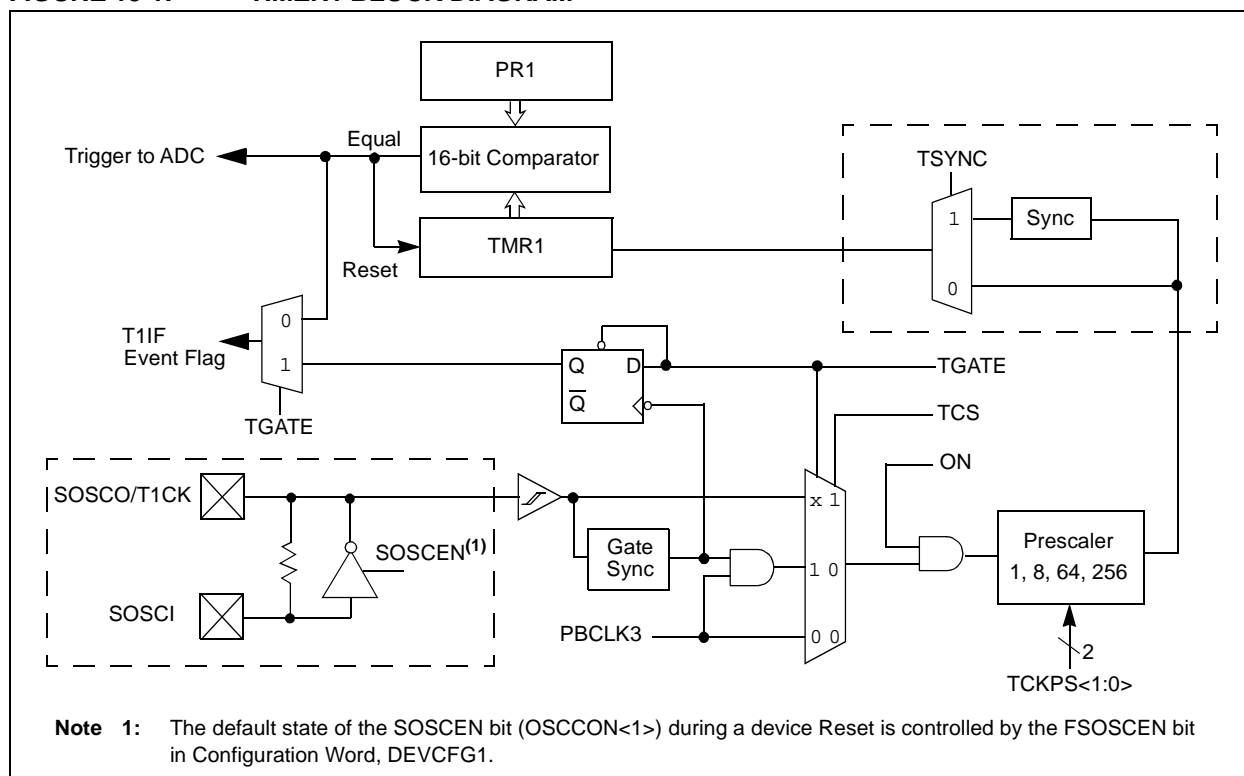 PR1
Equal
16-bit Comparator
Trigger to ADC
TSYNC
1
Sync
TMR1
Reset
0
0
T1IF
Event Flag
1
Q
D
TGATE
Q
TGATE
TCS
ON
SOSCO/T1CK
x 1
SOSCEN(1)
Gate
Sync
1 0
Prescaler
1, 8, 64, 256
SOSCI
PBCLK3
0 0
2
TCKPS<1:0>
Note 1: The default state of the SOSCEN bit (OSCCON<1>) during a device Reset is controlled by the FSOSCEN bit
in Configuration Word, DEVCFG1.